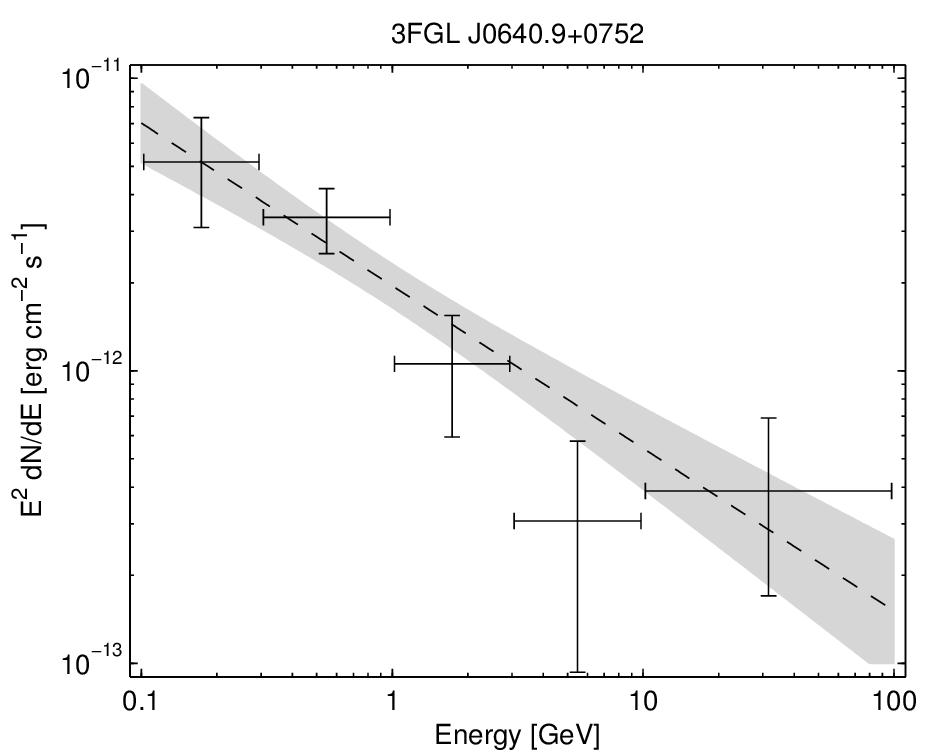 3FGL J0640.9+0752
10⁻¹¹
10⁻¹²
10⁻¹³
E² dN/dE [erg cm⁻² s⁻¹]
0.1 1 10 100
Energy [GeV]